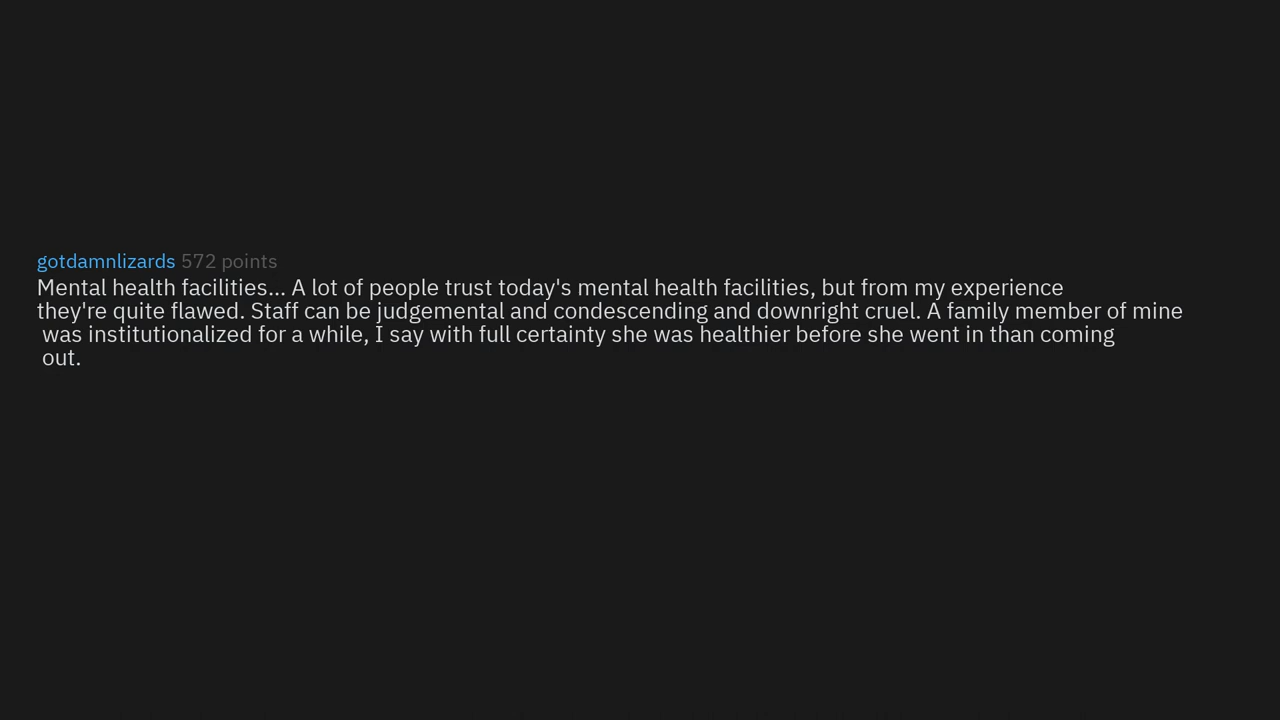 gotdamnlizards 572 points
Mental health facilities... A lot of people trust today's mental health facilities, but from my experience
they're quite flawed. Staff can be judgemental and condescending and downright cruel. A family member of mine
was institutionalized for a while, I say with full certainty she was healthier before she went in than coming
out.